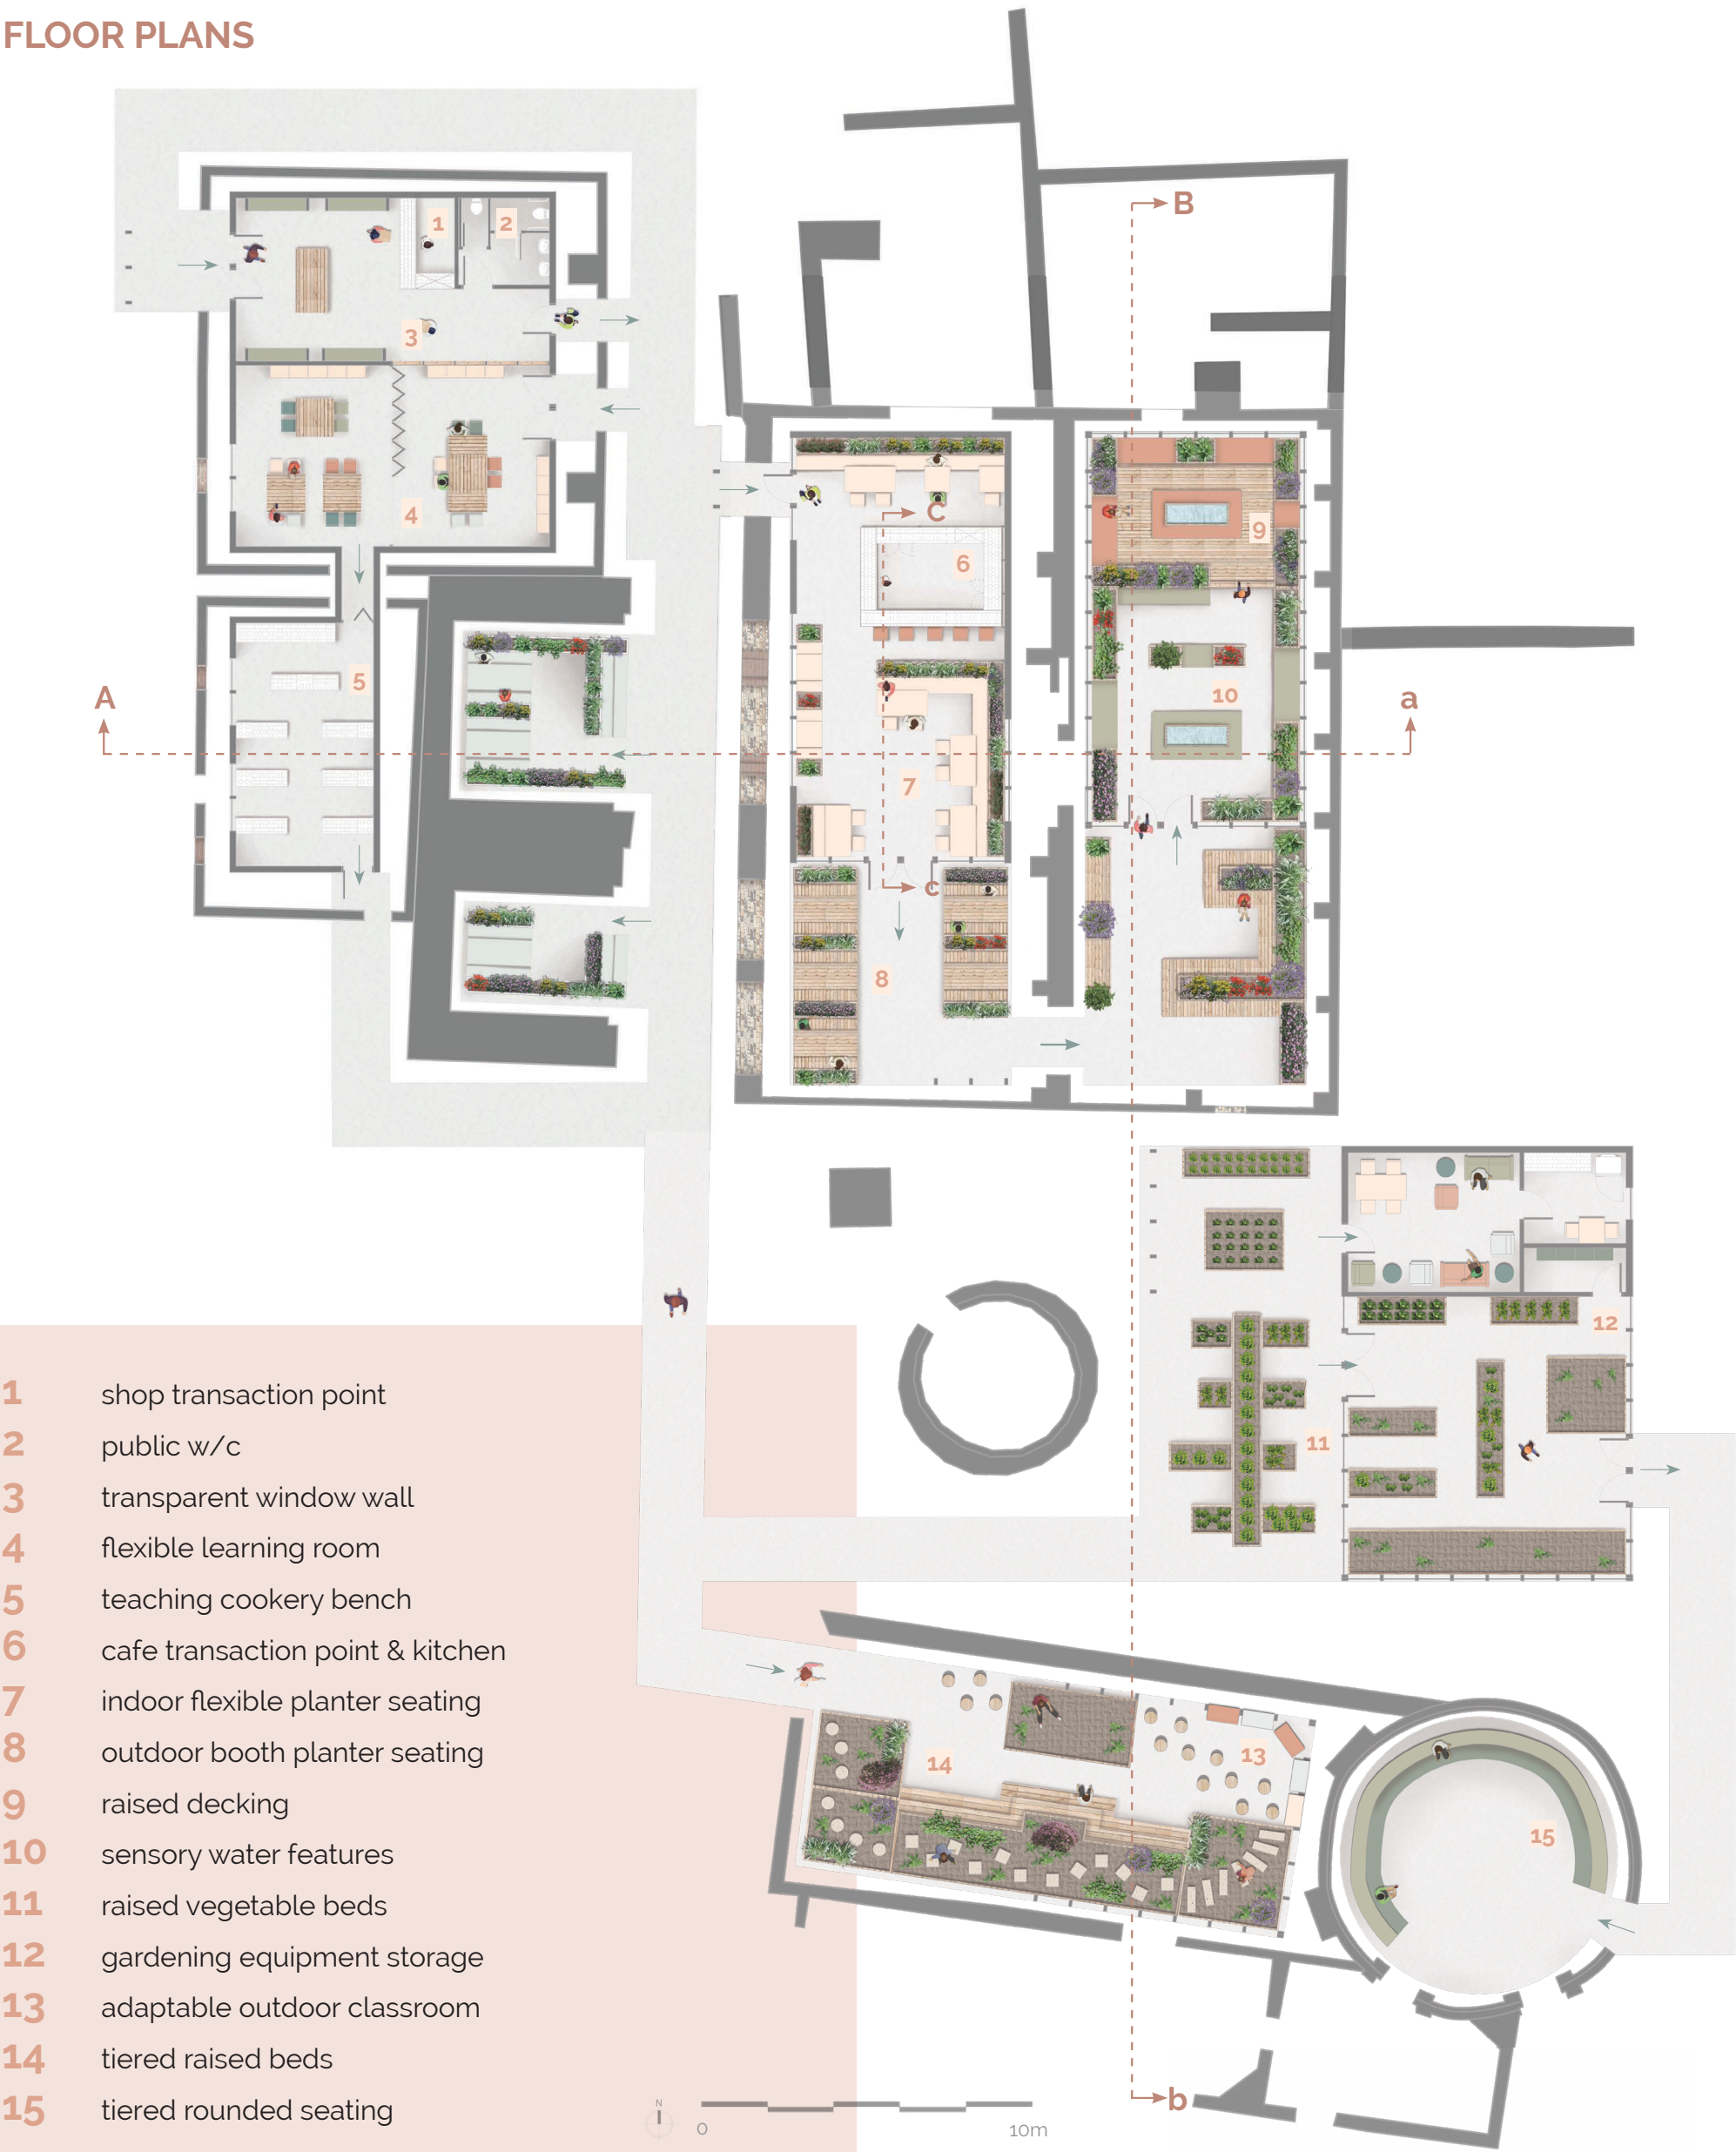 FLOOR PLANS
B
1
2
3
4
C
6
9
5
10
A
a
7
c
8
12
11
14
13
15
b
1 shop transaction point
2 public w/c
3 transparent window wall
4 flexible learning room
5 teaching cookery bench
6 cafe transaction point & kitchen
7 indoor flexible planter seating
8 outdoor booth planter seating
9 raised decking
10 sensory water features
11 raised vegetable beds
12 gardening equipment storage
13 adaptable outdoor classroom
14 tiered raised beds
15 tiered rounded seating
N
0 10m